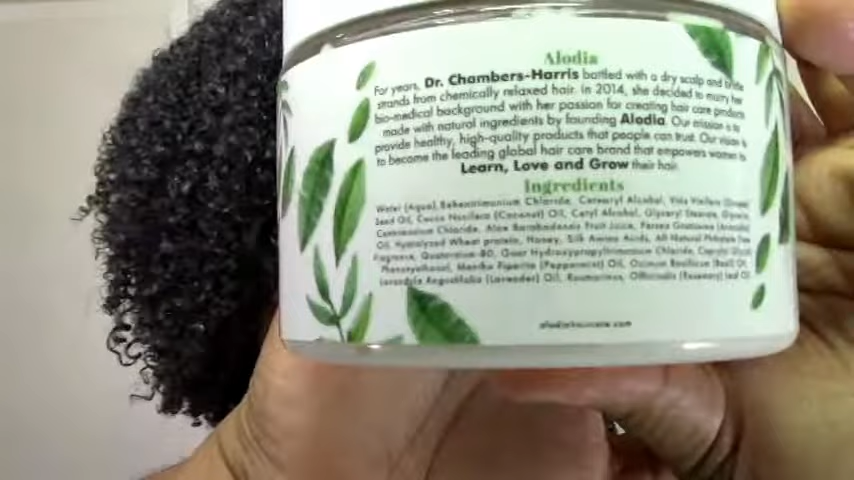 Alodia
For years, Dr. Chambers-Harris battled with a dry scalp and brittle
strands from chemically relaxed hair. In 2014, she decided to marry her
bio-medical background with her passion for creating hair care products
made with natural ingredients by founding Alodia. Our mission is to
provide healthy, high-quality products that people can trust. Our vision is
to become the leading global hair care brand that empowers women to
Learn, Love and Grow their hair.
Ingredients
Water (Aqua), Behentrimonium Chloride, Cetearyl Alcohol, Vitis Vinifera (Grape)
Seed Oil, Cocos Nucifera (Coconut) Oil, Cetyl Alcohol, Glyceryl Stearate, Glycerin,
Chloride, Aloe Barbadensis Fruit Juice, Persea Gratissima (Avocado)
Oil, Hydrolyzed Wheat protein, Honey, Silk Amino Acids, All Natural Phthalate Free
Fragrance, Quaternium-80, Guar Hydroxypropyltrimonium Chloride, Caprylyl Glycol,
Phenoxyethanol, Mentha Piperita (Peppermint) Oil, Ocimum Basilicum (Basil) Oil,
Lavandula Angustifolia (Lavender) Oil, Rosmarinus, Officinalis (Rosemary) Leaf Oil
alodiahaircare.com